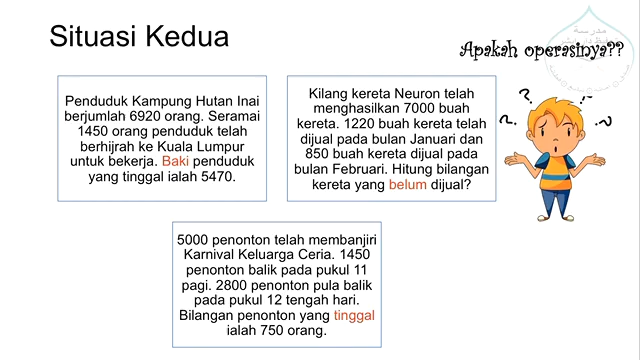 Situasi Kedua
Apakah operasinya??
Penduduk Kampung Hutan Inai
berjumlah 6920 orang. Seramai
1450 orang penduduk telah
berhijrah ke Kuala Lumpur
untuk bekerja. Baki penduduk
yang tinggal ialah 5470.
Kilang kereta Neuron telah
menghasilkan 7000 buah
kereta. 1220 buah kereta telah
dijual pada bulan Januari dan
850 buah kereta dijual pada
bulan Februari. Hitung bilangan
kereta yang belum dijual?
5000 penonton telah membanjiri
Karnival Keluarga Ceria. 1450
penonton balik pada pukul 11
pagi. 2800 penonton pula balik
pada pukul 12 tengah hari.
Bilangan penonton yang tinggal
ialah 750 orang.